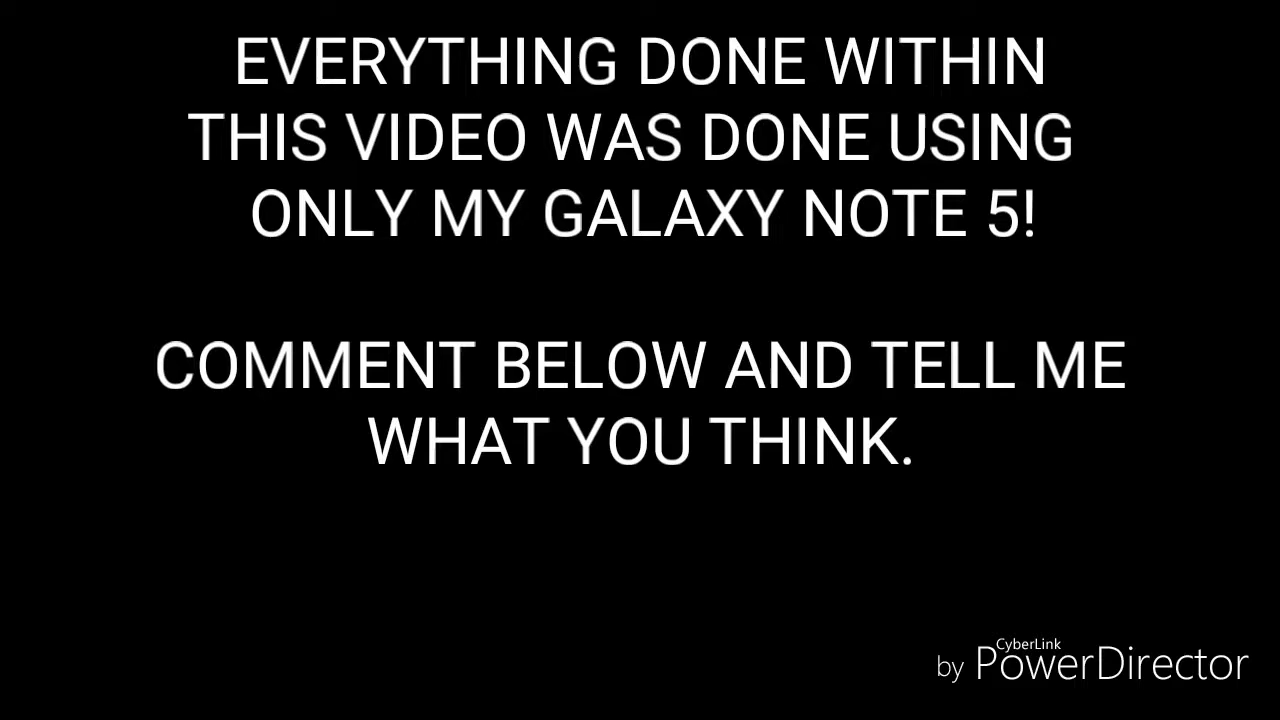 EVERYTHING DONE WITHIN
THIS VIDEO WAS DONE USING
ONLY MY GALAXY NOTE 5!
COMMENT BELOW AND TELL ME
WHAT YOU THINK.
CyberLink
by PowerDirector